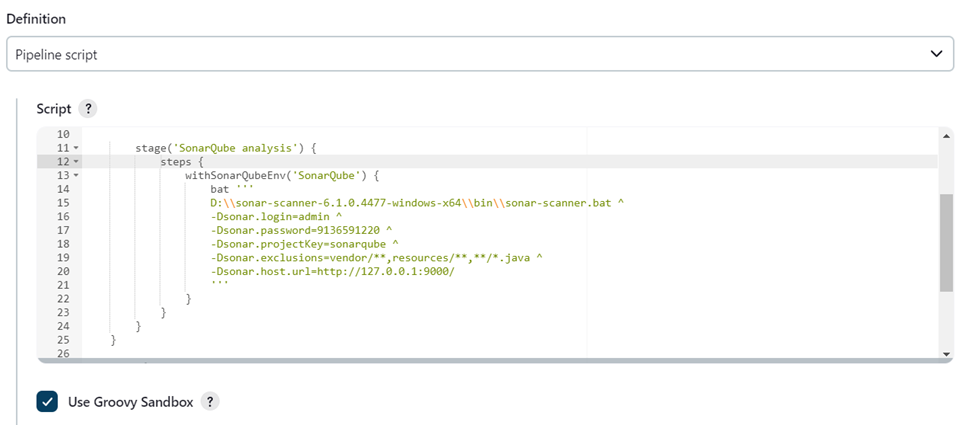 Definition
Pipeline script
Script ?
10
11 stage('SonarQube analysis') {
12 steps {
13 withSonarQubeEnv('SonarQube') {
14 bat '''
15 D:\\sonar-scanner-6.1.0.4477-windows-x64\\bin\\sonar-scanner.bat ^
16 -Dsonar.login=admin ^
17 -Dsonar.password=9136591220 ^
18 -Dsonar.projectKey=sonarqube ^
19 -Dsonar.exclusions=vendor/**,resources/**,**/*.java ^
20 -Dsonar.host.url=http://127.0.0.1:9000/
21 '''
22 }
23 }
24 }
25 }
26
Use Groovy Sandbox ?